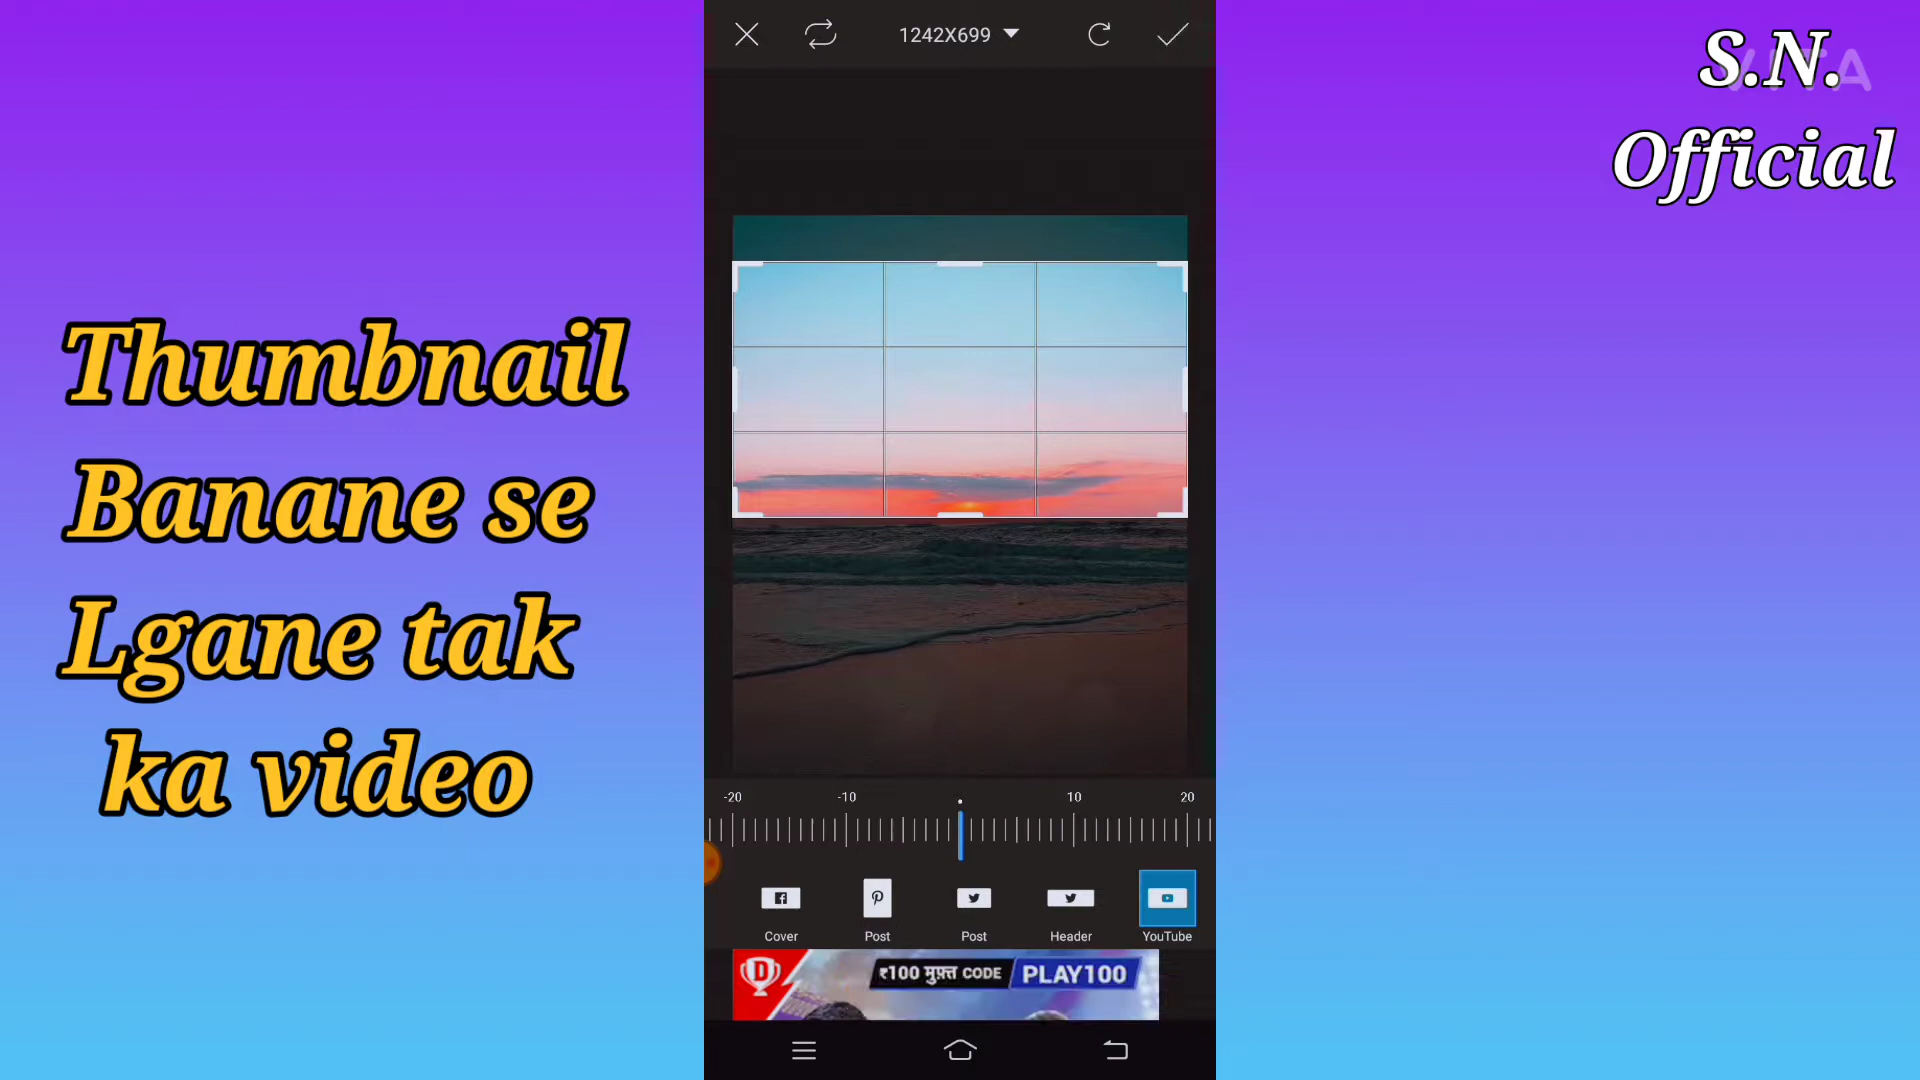 1242X699
S.N.
VITA
Official
Thumbnail
Banane se
Lgane tak
ka video
-20 -10 10 20
Cover Post Post Header YouTube
D ₹100 मुफ़्त CODE PLAY100